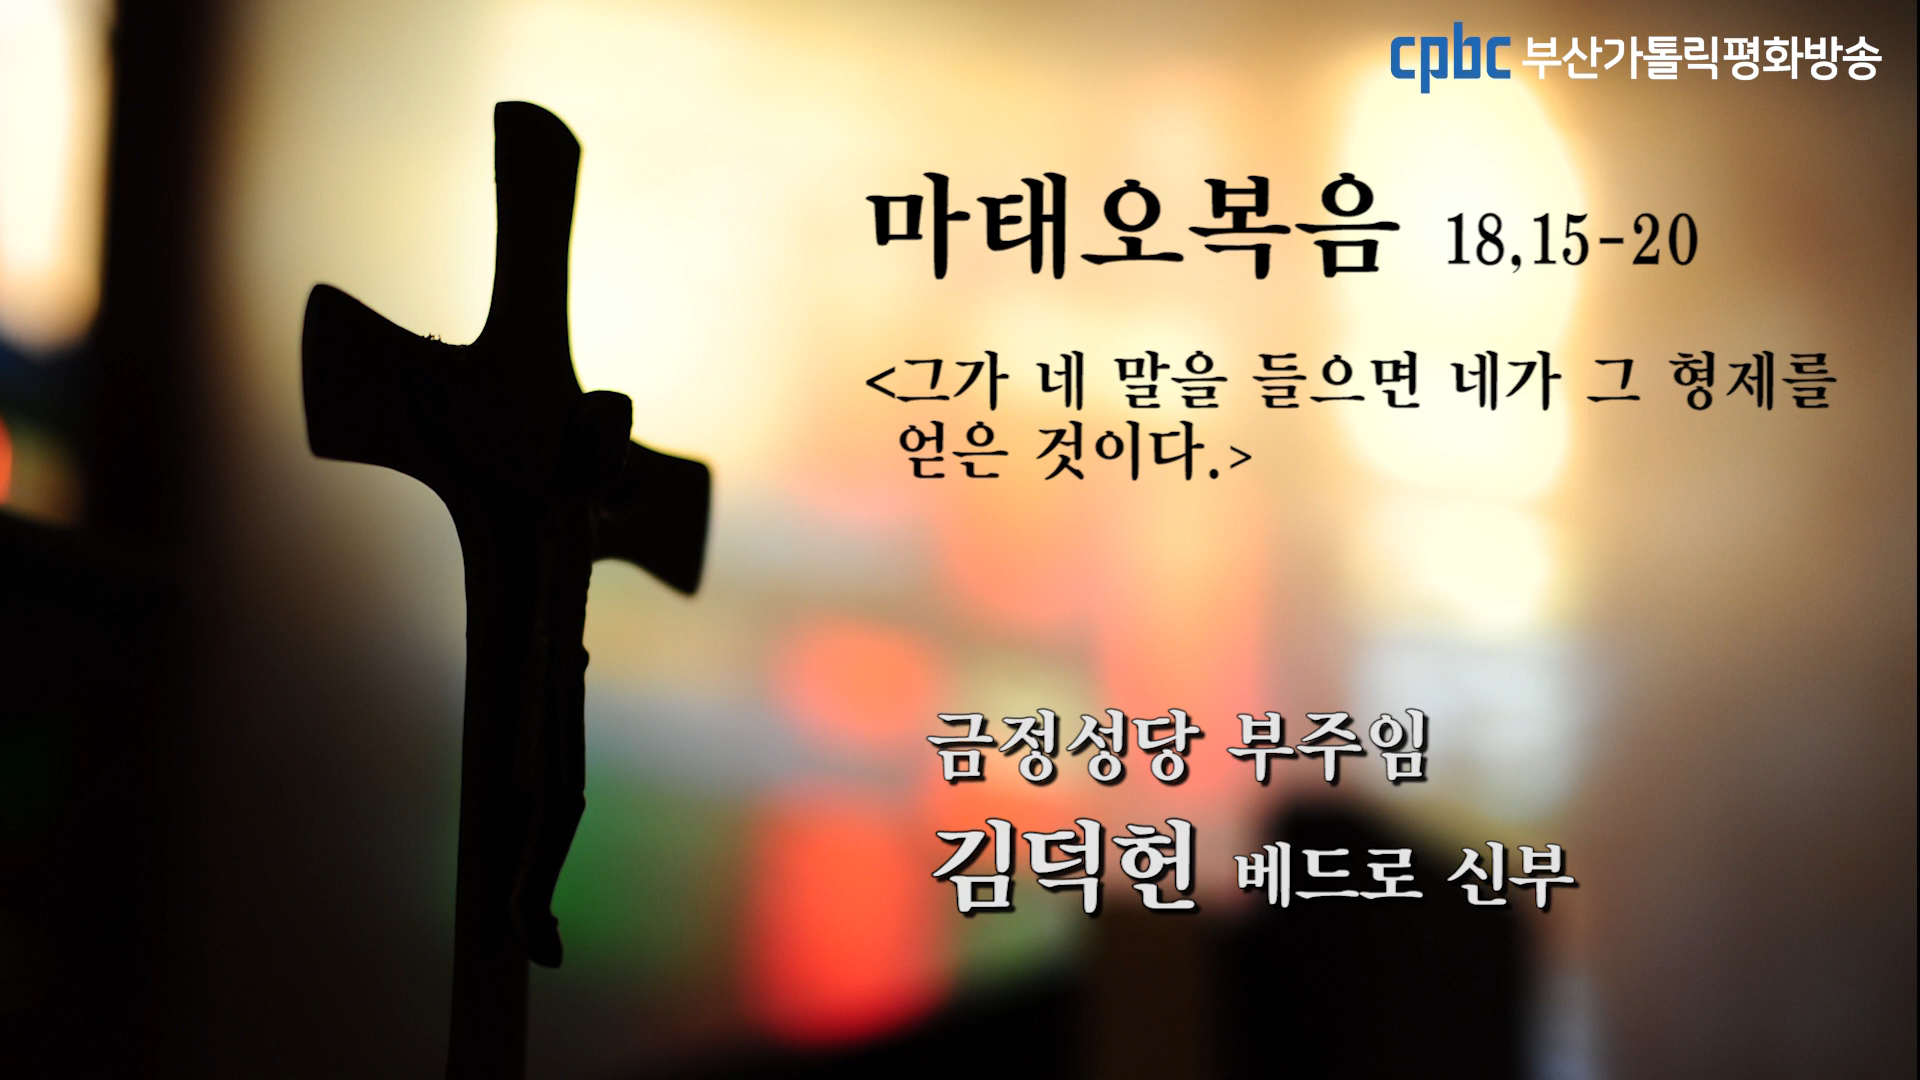 cpbc 부산가톨릭평화방송
마태오복음 18,15-20
<그가 네 말을 들으면 네가 그 형제를
얻은 것이다.>
금정성당 부주임
김덕헌 베드로 신부